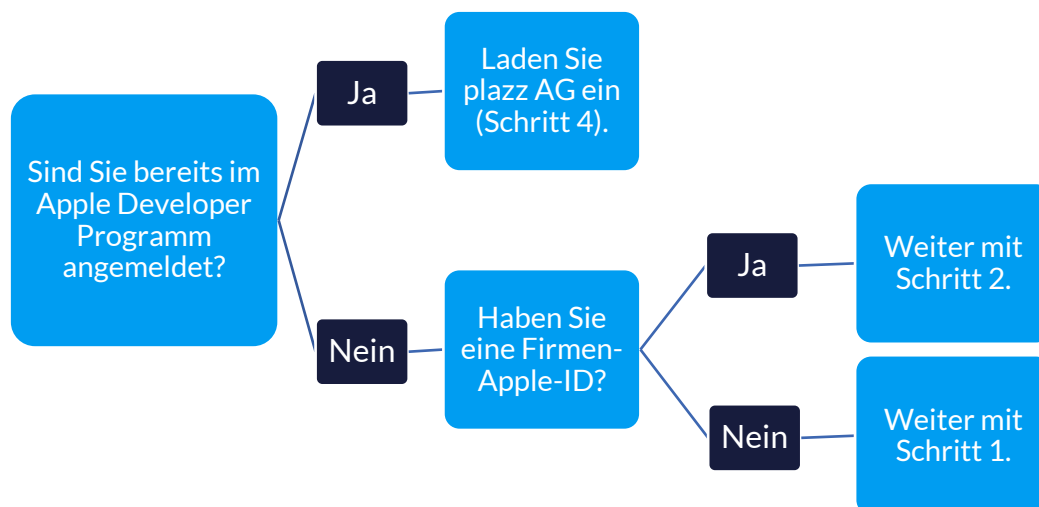 Sind Sie bereits im
Apple Developer
Programm
angemeldet?
Ja
Laden Sie
plazz AG ein
(Schritt 4).
Nein
Haben Sie
eine Firmen-
Apple-ID?
Ja
Weiter mit
Schritt 2.
Nein
Weiter mit
Schritt 1.